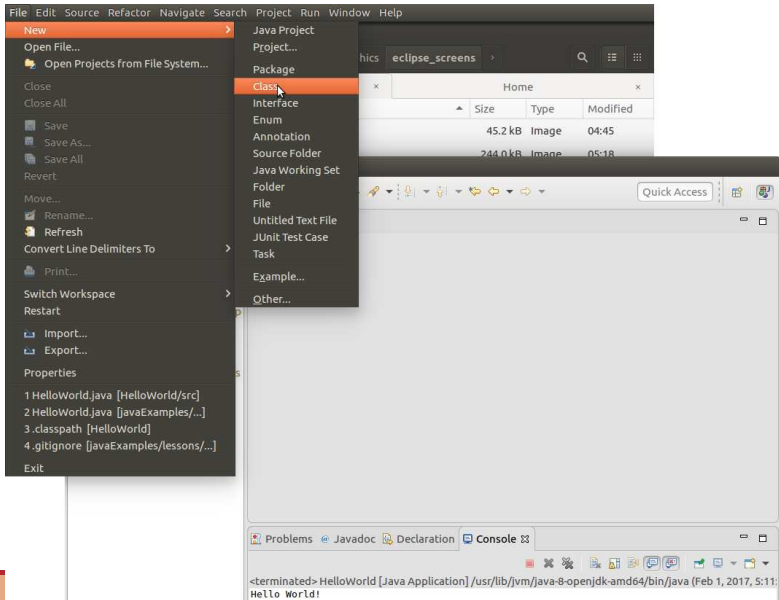 File Edit Source Refactor Navigate Search Project Run Window Help
New
Open File...
Open Projects from File System...
Close
Close All
Save
Save As...
Save All
Revert
Move...
Rename...
Refresh
Convert Line Delimiters To
Print...
Switch Workspace
Restart
Import...
Export...
Properties
1 HelloWorld.java [HelloWorld/src]
2 HelloWorld.java [javaExamples/...]
3 .classpath [HelloWorld]
4 .gitignore [javaExamples/lessons/...]
Exit
Java Project
Project...
Package
Class
Interface
Enum
Annotation
Source Folder
Java Working Set
Folder
File
Untitled Text File
JUnit Test Case
Task
Example...
Other...
hics eclipse_screens
Home
Size Type Modified
45.2 kB Image 04:45
244.0 kB Image 05:18
Quick Access
Problems Javadoc Declaration Console
<terminated> HelloWorld [Java Application] /usr/lib/jvm/java-8-openjdk-amd64/bin/java (Feb 1, 2017, 5:11:
Hello World!